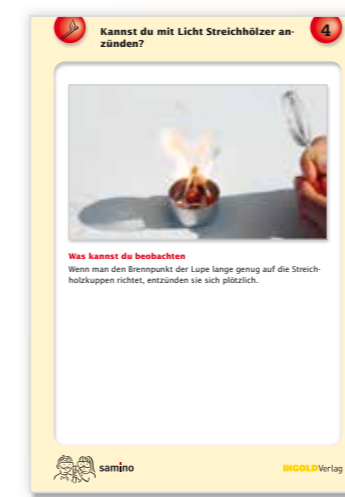 Kannst du mit Licht Streichhölzer an-
zünden?
4
Was kannst du beobachten
Wenn man den Brennpunkt der Lupe lange genug auf die Streich-
holzkuppen richtet, entzünden sie sich plötzlich.
samino
INGOLDVerlag